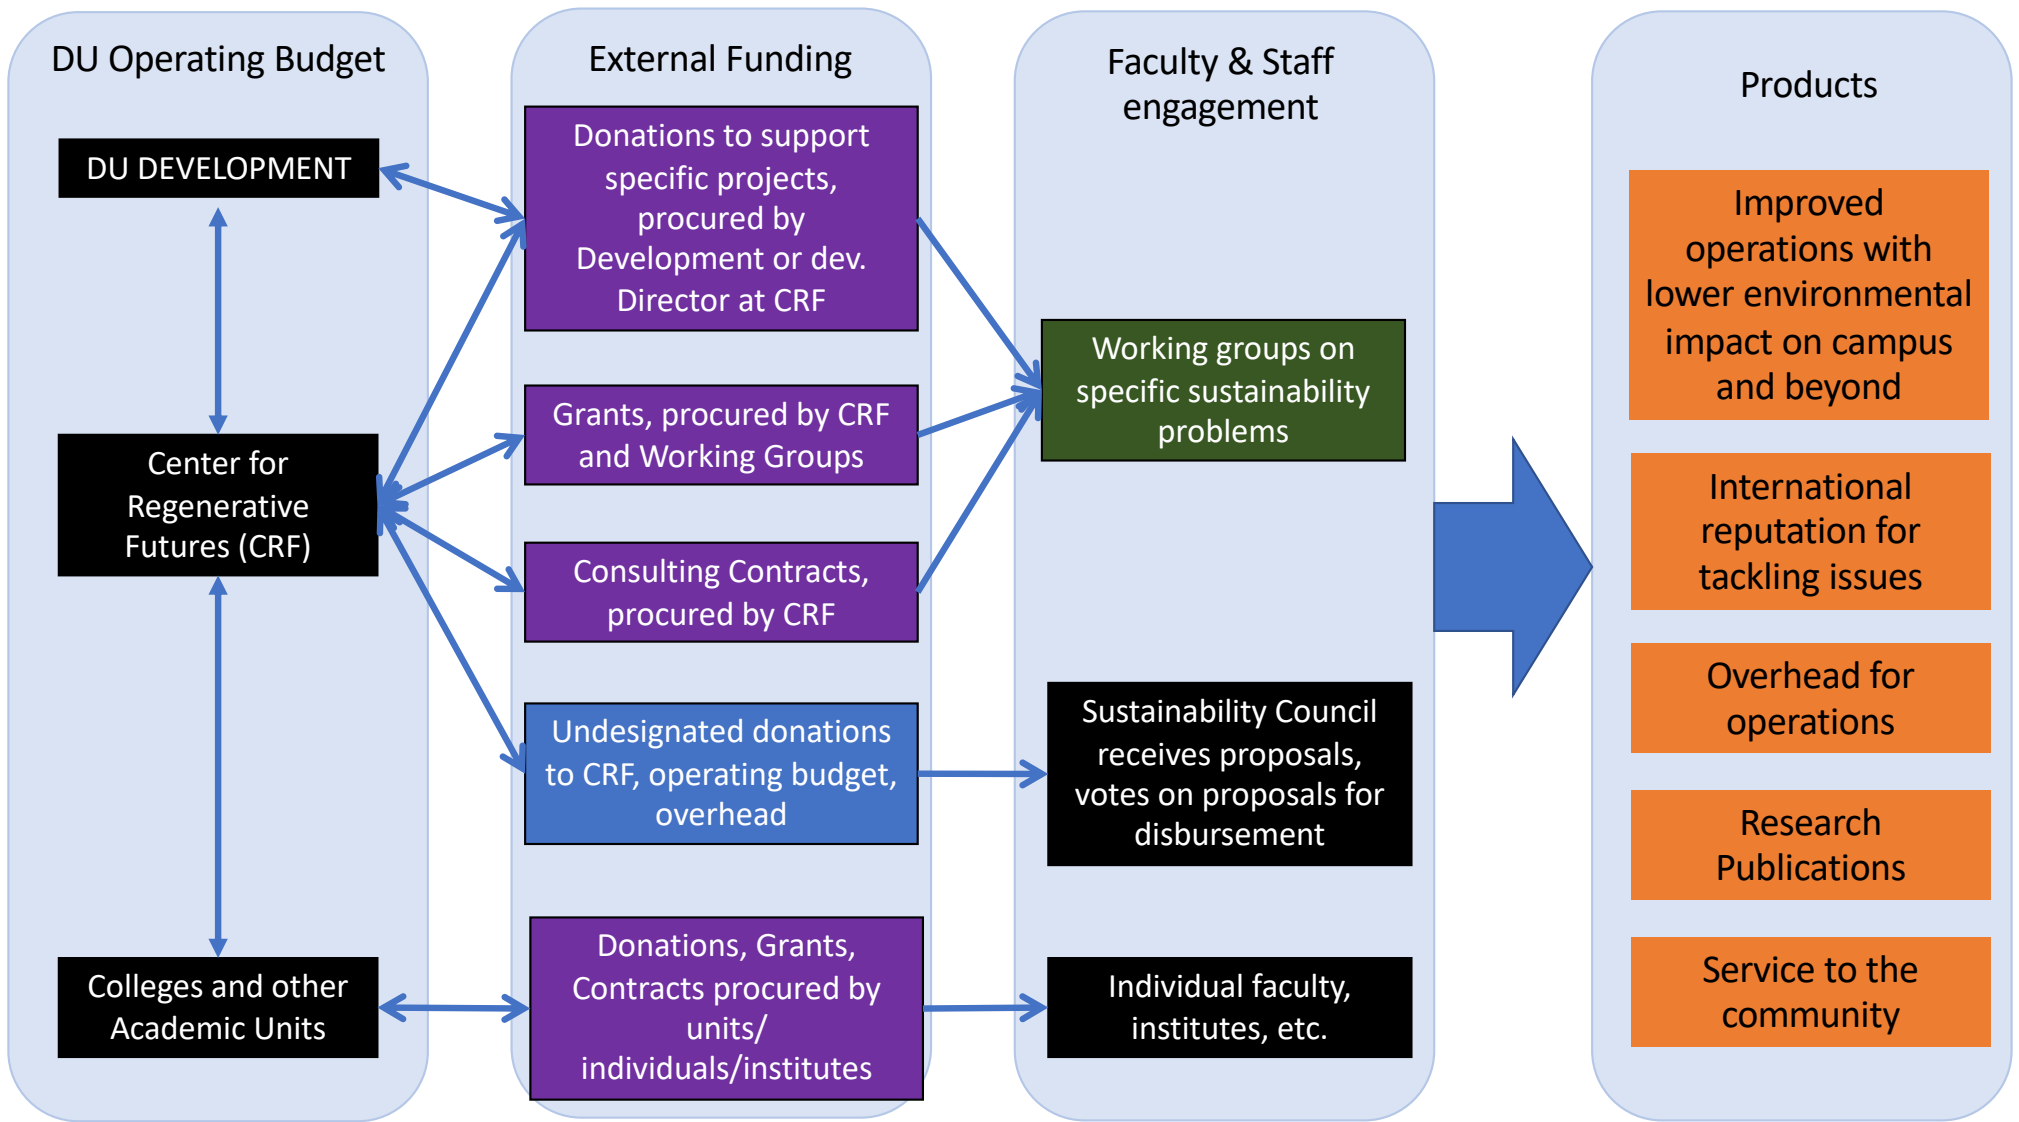 DU Operating Budget
DU DEVELOPMENT
Center for
Regenerative
Futures (CRF)
Colleges and other
Academic Units
External Funding
Donations to support
specific projects,
procured by
Development or dev.
Director at CRF
Grants, procured by CRF
and Working Groups
Consulting Contracts,
procured by CRF
Undesignated donations
to CRF, operating budget,
overhead
Donations, Grants,
Contracts procured by
units/
individuals/institutes
Faculty & Staff
engagement
Working groups on
specific sustainability
problems
Sustainability Council
receives proposals,
votes on proposals for
disbursement
Individual faculty,
institutes, etc.
Products
Improved
operations with
lower environmental
impact on campus
and beyond
International
reputation for
tackling issues
Overhead for
operations
Research
Publications
Service to the
community